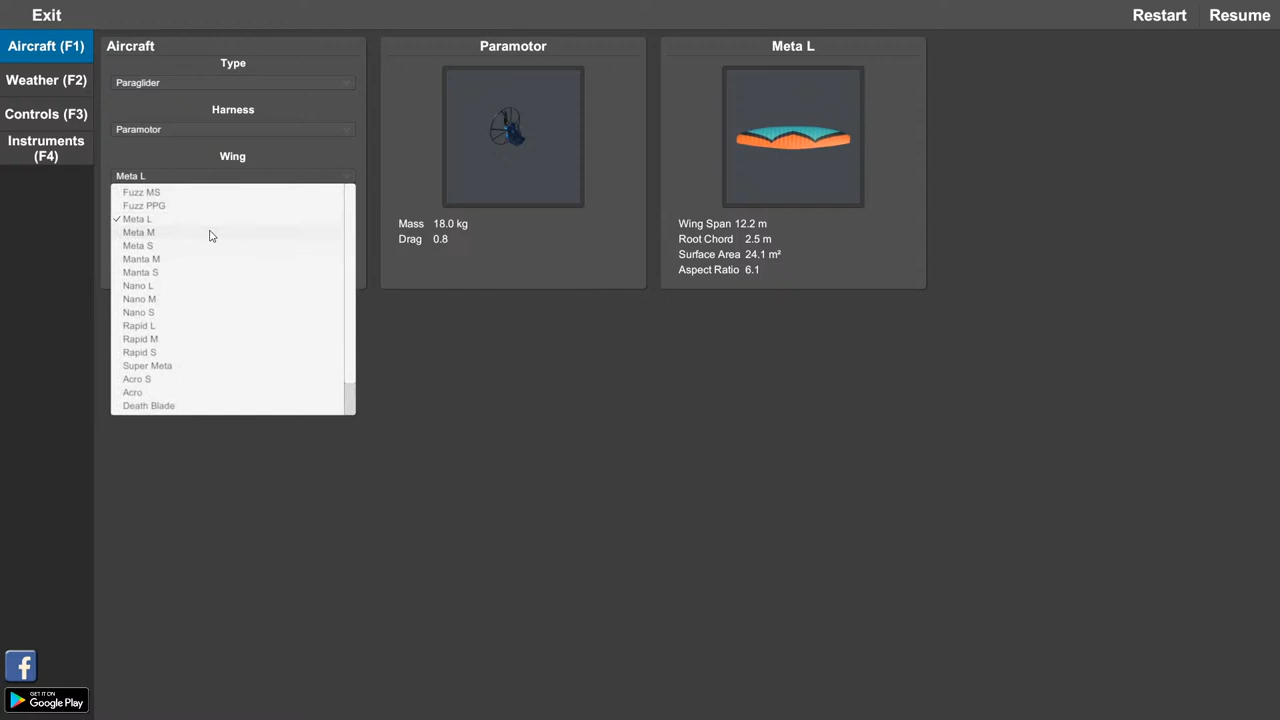 Exit
Restart
Resume
Aircraft (F1)
Weather (F2)
Controls (F3)
Instruments
(F4)
Aircraft
Type
Paraglider
Harness
Paramotor
Wing
Meta L
Fuzz MS
Fuzz PPG
Meta L
Meta M
Meta S
Manta M
Manta S
Nano L
Nano M
Nano S
Rapid L
Rapid M
Rapid S
Super Meta
Acro S
Acro
Death Blade
Paramotor
Mass 18.0 kg
Drag 0.8
Meta L
Wing Span 12.2 m
Root Chord 2.5 m
Surface Area 24.1 m²
Aspect Ratio 6.1
GET IT ON
Google Play